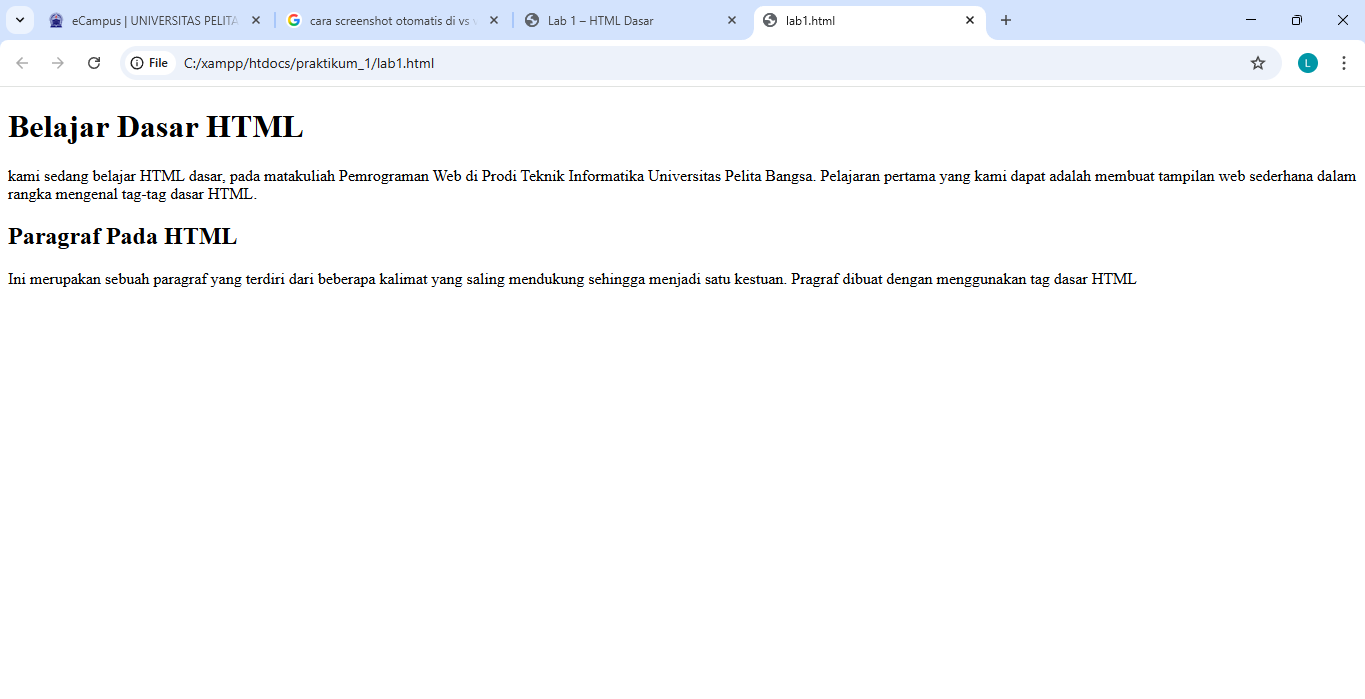 eCampus | UNIVERSITAS PELITA
cara screenshot otomatis di vs
Lab 1 – HTML Dasar
lab1.html
File
C:/xampp/htdocs/praktikum_1/lab1.html
L
Belajar Dasar HTML
kami sedang belajar HTML dasar, pada matakuliah Pemrograman Web di Prodi Teknik Informatika Universitas Pelita Bangsa. Pelajaran pertama yang kami dapat adalah membuat tampilan web sederhana dalam
rangka mengenal tag-tag dasar HTML.
Paragraf Pada HTML
Ini merupakan sebuah paragraf yang terdiri dari beberapa kalimat yang saling mendukung sehingga menjadi satu kestuan. Pragraf dibuat dengan menggunakan tag dasar HTML